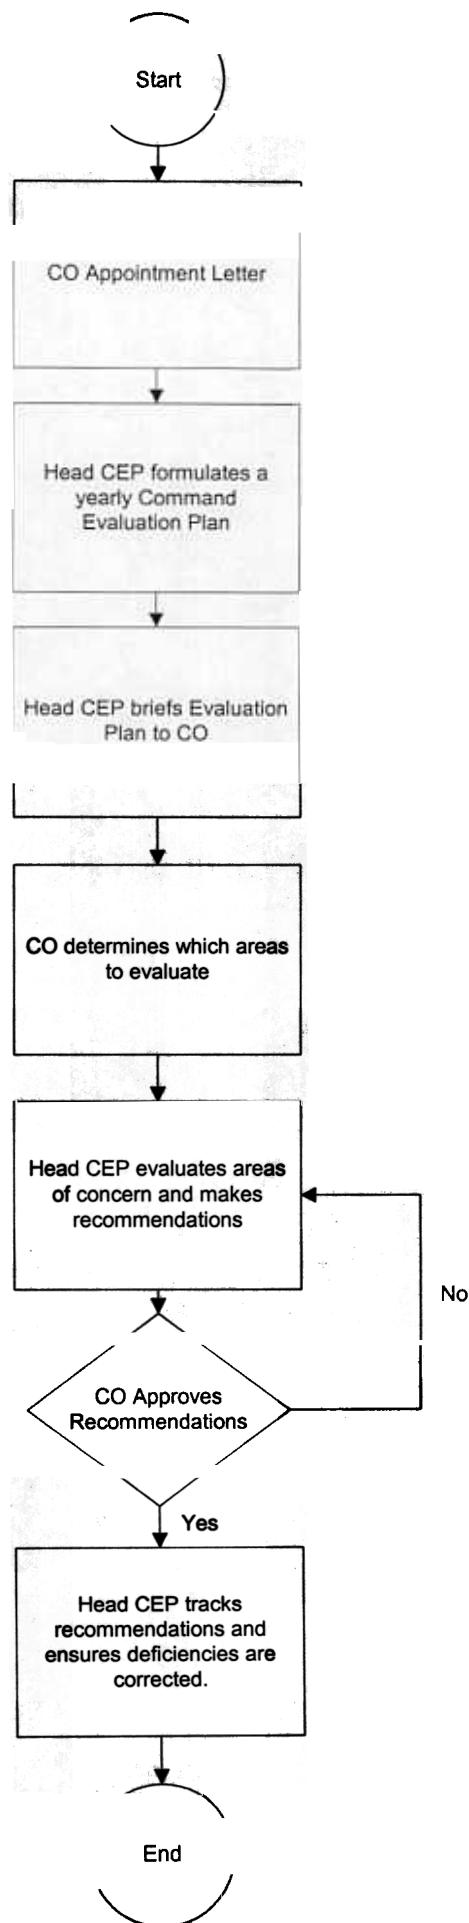 Start
CO Appointment Letter
Head CEP formulates a
yearly Command
Evaluation Plan
Head CEP briefs Evaluation
Plan to CO
CO determines which areas
to evaluate
Head CEP evaluates areas
of concern and makes
recommendations
No
CO Approves
Recommendations
Yes
Head CEP tracks
recommendations and
ensures deficiencies are
corrected.
End